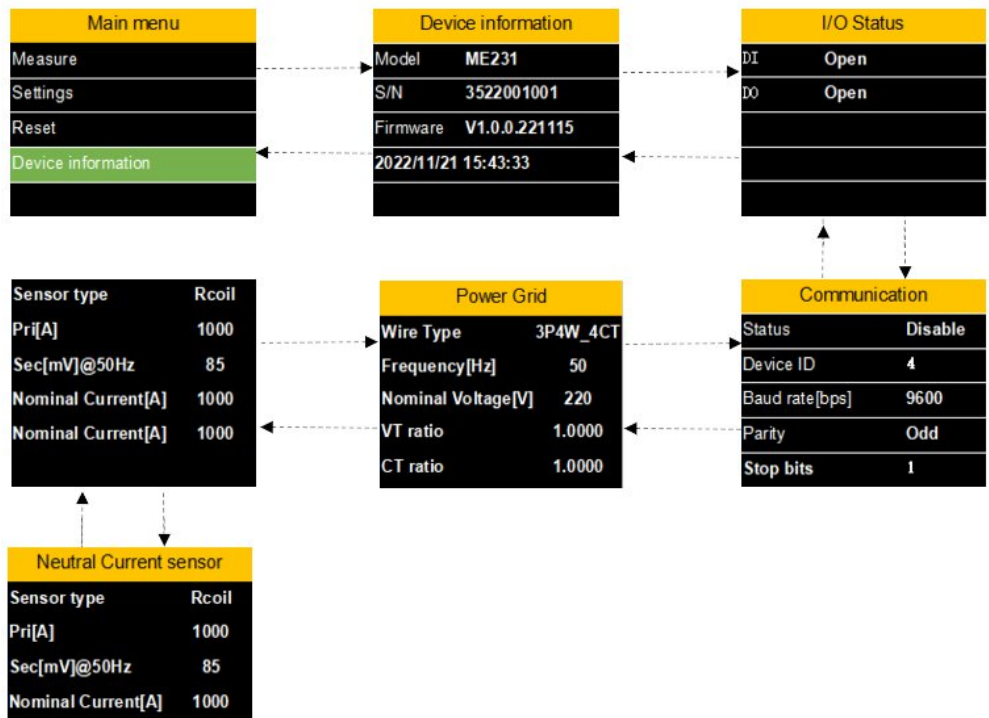 Main menu
Measure
Settings
Reset
Device information
Device information
Model ME231
S/N 3522001001
Firmware V1.0.0.221115
2022/11/21 15:43:33
I/O Status
DI Open
DO Open
Sensor type Rcoil
Pri[A] 1000
Sec[mV]@50Hz 85
Nominal Current[A] 1000
Nominal Current[A] 1000
Power Grid
Wire Type 3P4W_4CT
Frequency[Hz] 50
Nominal Voltage[V] 220
VT ratio 1.0000
CT ratio 1.0000
Communication
Status Disable
Device ID 4
Baud rate[bps] 9600
Parity Odd
Stop bits 1
Neutral Current sensor
Sensor type Rcoil
Pri[A] 1000
Sec[mV]@50Hz 85
Nominal Current[A] 1000